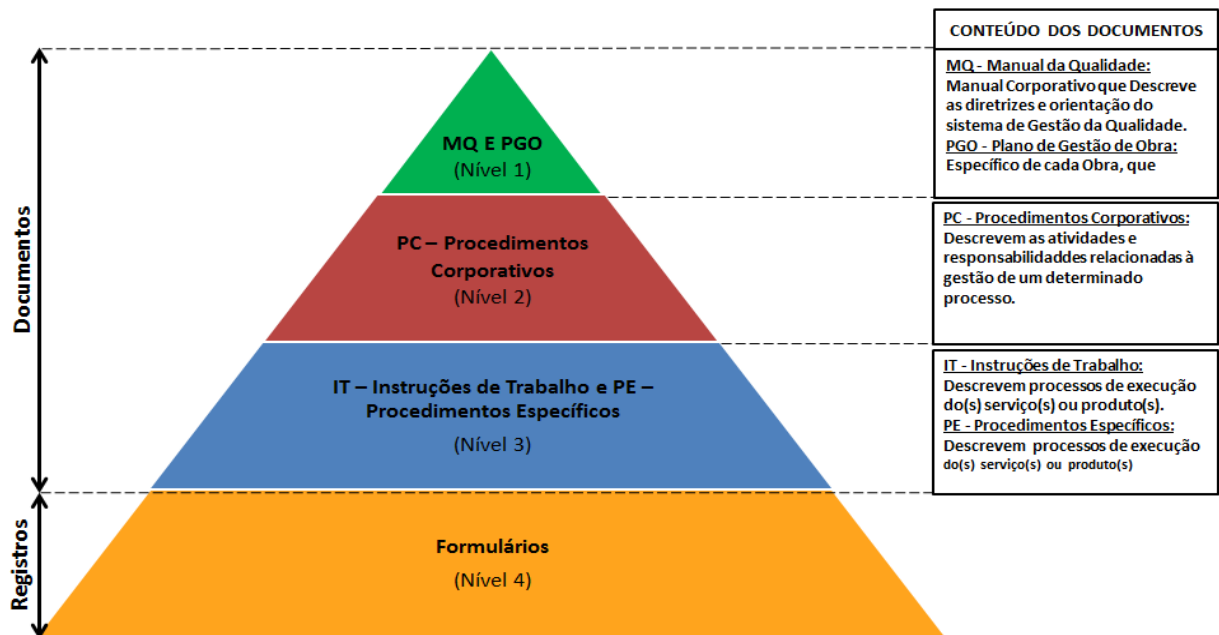 CONTEÚDO DOS DOCUMENTOS
MQ - Manual da Qualidade:
Manual Corporativo que Descreve
as diretrizes e orientação do
sistema de Gestão da Qualidade.
PGO - Plano de Gestão de Obra:
Específico de cada Obra, que
MQ E PGO
(Nível 1)
PC – Procedimentos
Corporativos
(Nível 2)
PC - Procedimentos Corporativos:
Descrevem as atividades e
responsabilidaddes relacionadas à
gestão de um determinado
processo.
Documentos
IT – Instruções de Trabalho e PE –
Procedimentos Específicos
(Nível 3)
IT - Instruções de Trabalho:
Descrevem processos de execução
do(s) serviço(s) ou produto(s).
PE - Procedimentos Específicos:
Descrevem processos de execução
do(s) serviço(s) ou produto(s)
Registros
Formulários
(Nível 4)